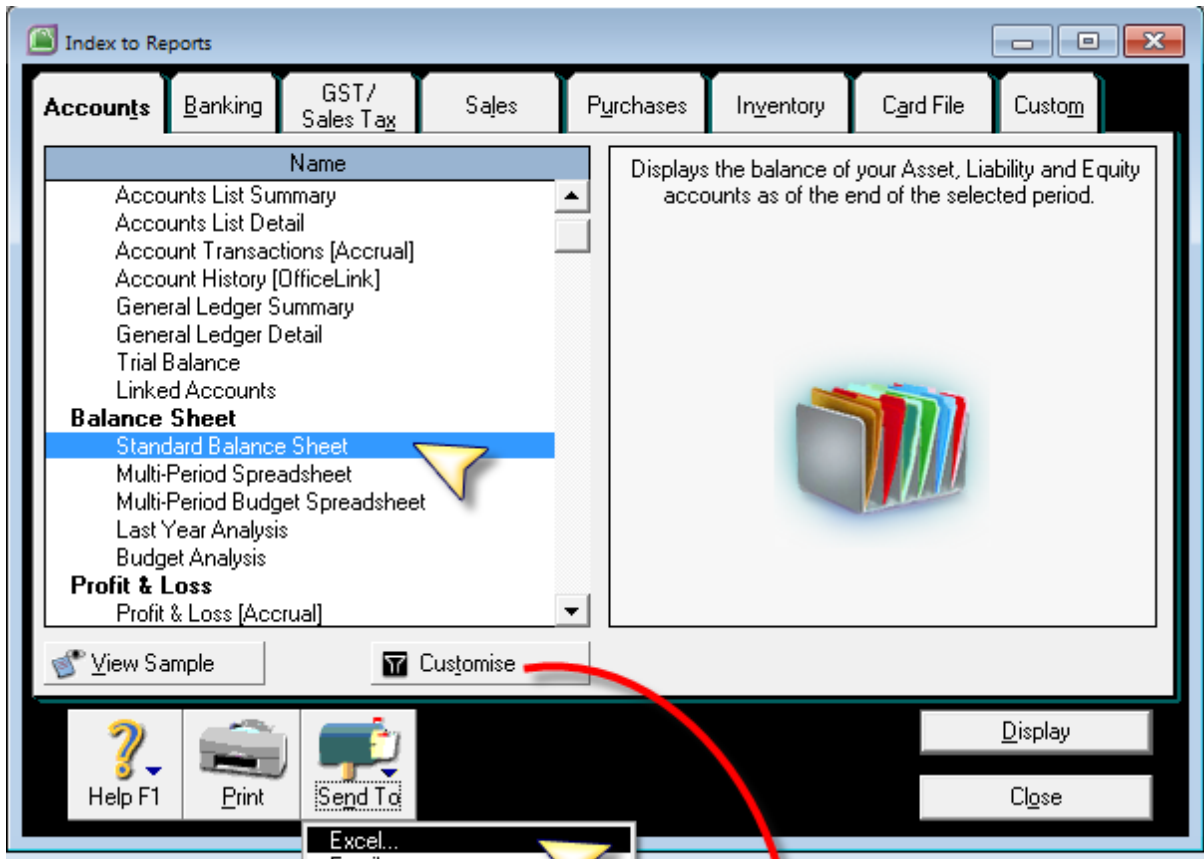 Index to Reports
Accounts
Banking
GST/
Sales Tax
Sales
Purchases
Inventory
Card File
Custom
Name
Accounts List Summary
Accounts List Detail
Account Transactions [Accrual]
Account History [OfficeLink]
General Ledger Summary
General Ledger Detail
Trial Balance
Linked Accounts
Balance Sheet
Standard Balance Sheet
Multi-Period Spreadsheet
Multi-Period Budget Spreadsheet
Last Year Analysis
Budget Analysis
Profit & Loss
Profit & Loss [Accrual]
Displays the balance of your Asset, Liability and Equity
accounts as of the end of the selected period.
View Sample
Customise
Help F1
Print
Send To
Display
Close
Excel...